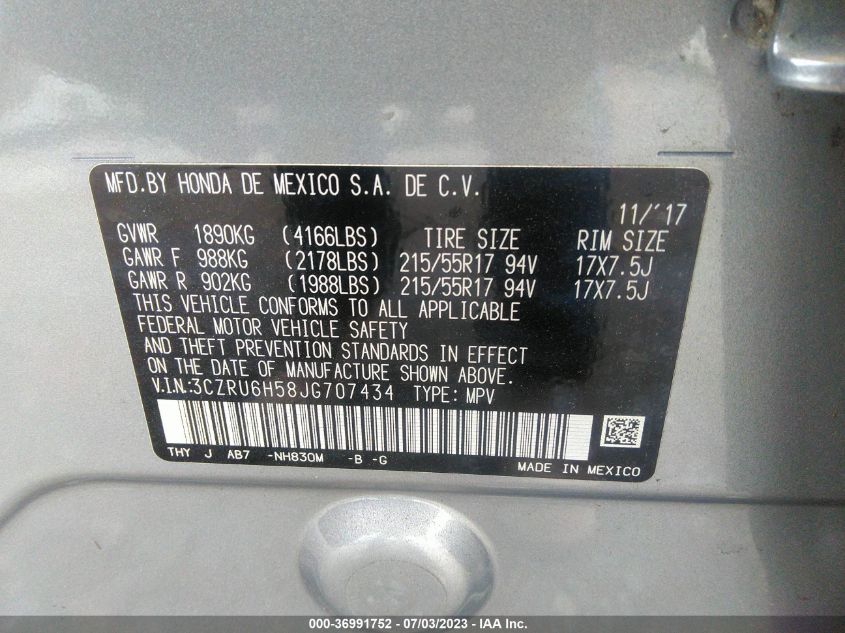 MFD.BY HONDA DE MEXICO S.A. DE C.V.
11/'17
GVWR 1890KG (4166LBS) TIRE SIZE RIM SIZE
GAWR F 988KG (2178LBS) 215/55R17 94V 17X7.5J
GAWR R 902KG (1988LBS) 215/55R17 94V 17X7.5J
THIS VEHICLE CONFORMS TO ALL APPLICABLE
FEDERAL MOTOR VEHICLE SAFETY
AND THEFT PREVENTION STANDARDS IN EFFECT
ON THE DATE OF MANUFACTURE SHOWN ABOVE.
V.I.N.:3CZRU6H58JG707434 TYPE: MPV
THY J AB7 -NH830M -B -G
MADE IN MEXICO
000-36991752 / 07/03/2023 / IAA Inc.